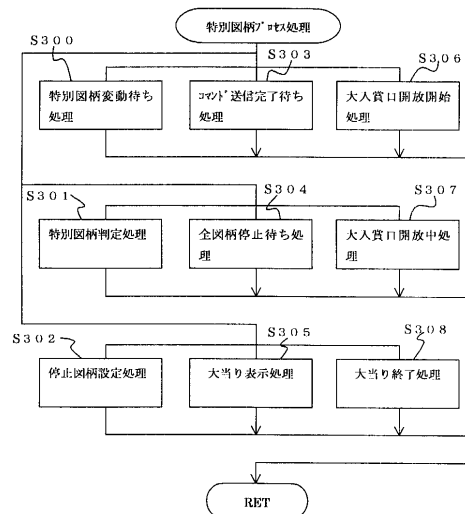 特別図柄ﾌﾟﾛｾｽ処理
S300
S303
S306
特別図柄変動待ち
処理
ｺﾏﾝﾄﾞ送信完了待ち
処理
大入賞口開放開始
処理
S301
S304
S307
特別図柄判定処理
全図柄停止待ち処
理
大入賞口開放中処
理
S302
S305
S308
停止図柄設定処理
大当り表示処理
大当り終了処理
RET